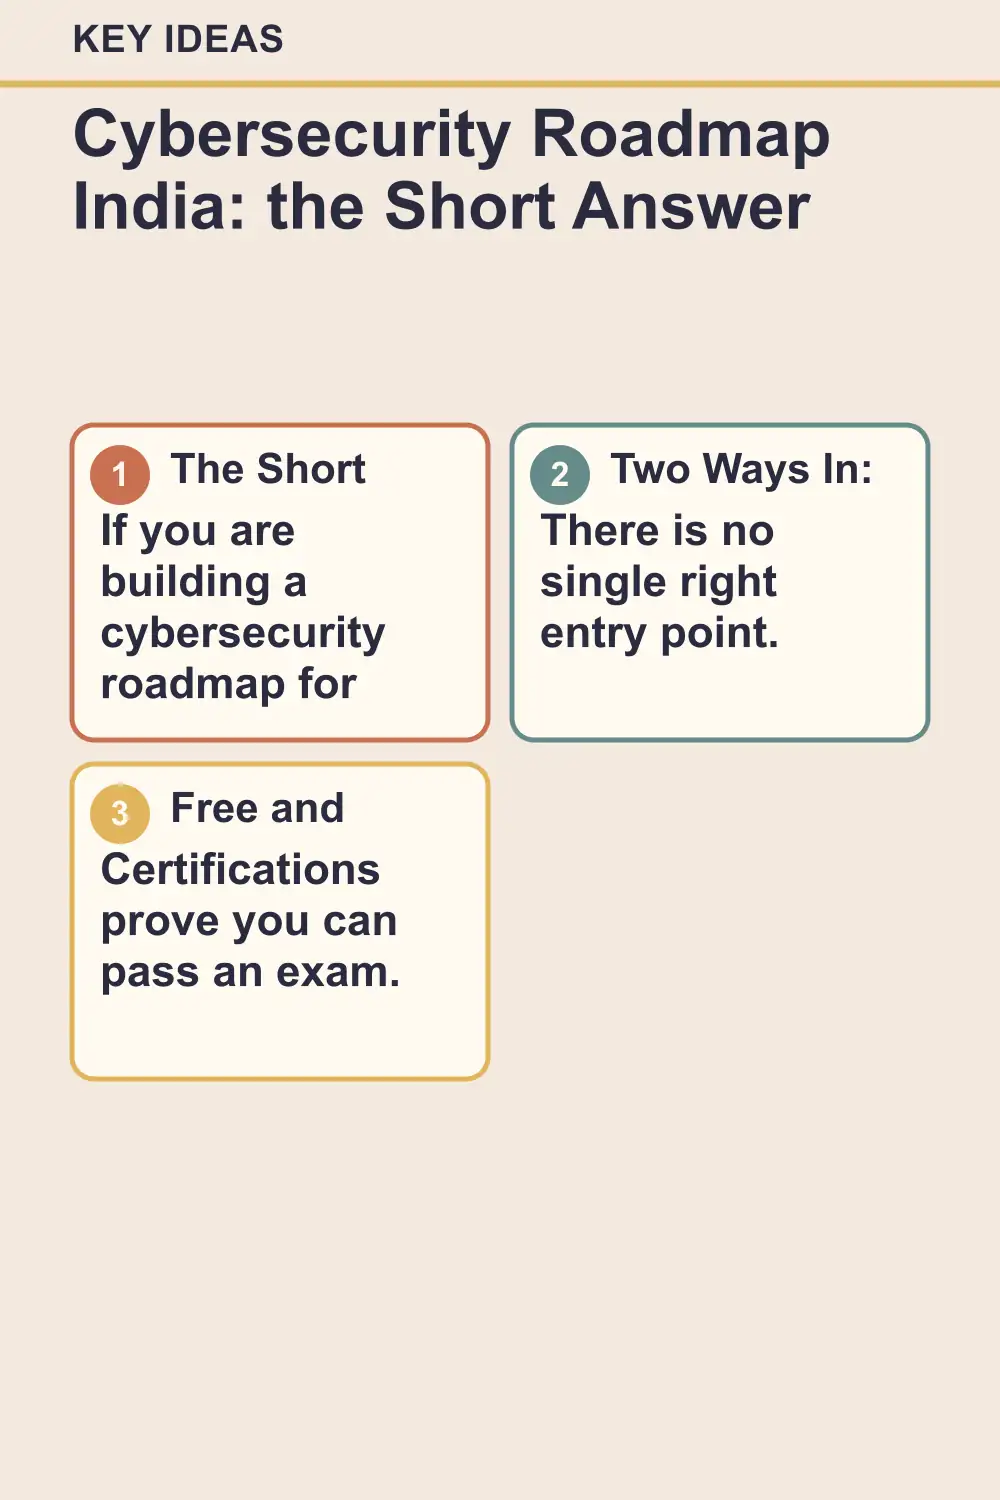 KEY IDEAS
Cybersecurity Roadmap
India: the Short Answer
1 The Short
If you are
building a
cybersecurity
roadmap for
2 Two Ways In:
There is no
single right
entry point.
3 Free and
Certifications
prove you can
pass an exam.